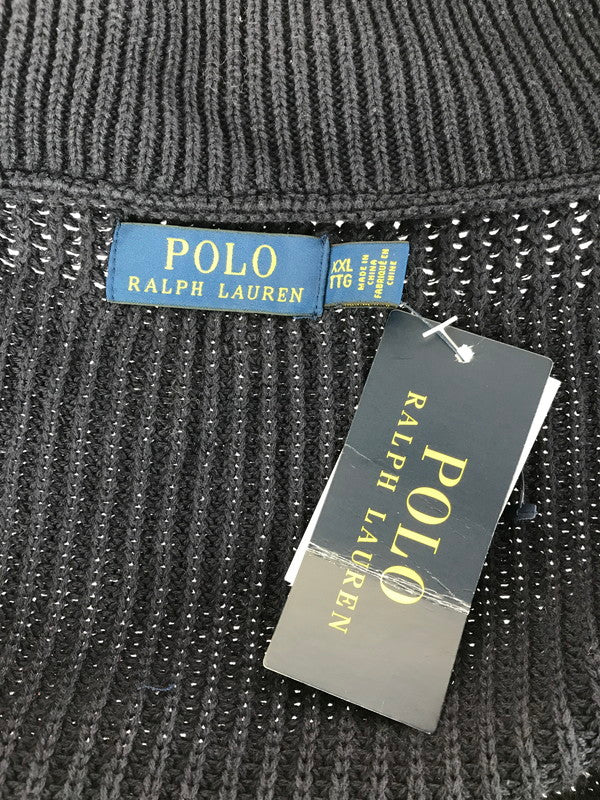 POLO
RALPH LAUREN
XXL
TTG
MADE IN
CHINA
FABRIQUÉ EN
CHINE
POLO
RALPH LAUREN